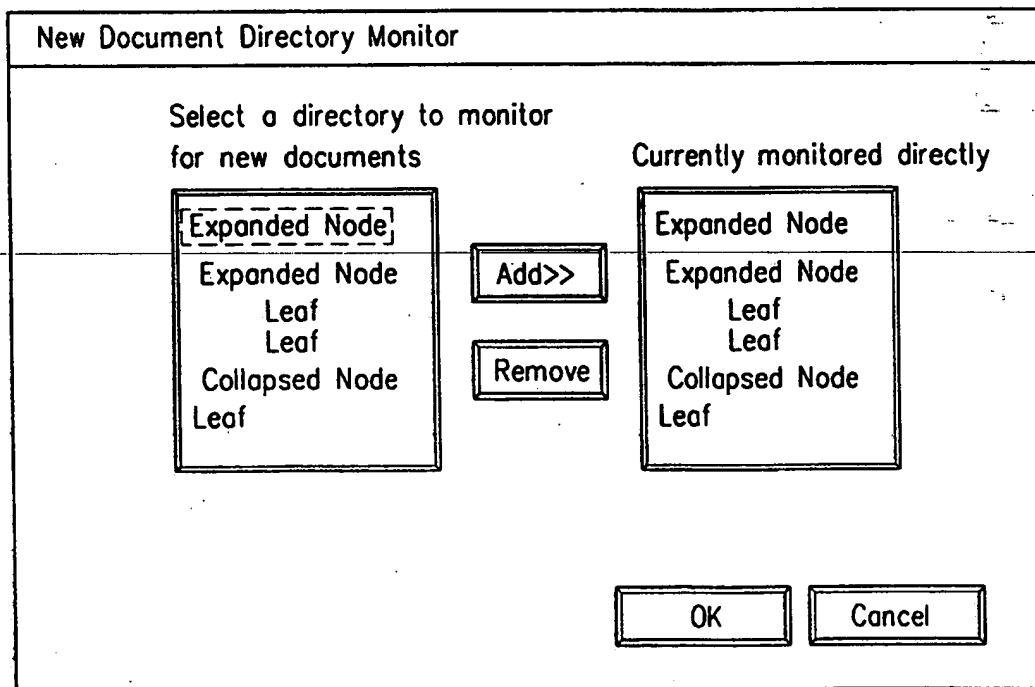 New Document Directory Monitor
Select a directory to monitor
for new documents
Currently monitored directly
Expanded Node
Expanded Node
Leaf
Leaf
Collapsed Node
Leaf
Add>>
Remove
Expanded Node
Expanded Node
Leaf
Leaf
Collapsed Node
Leaf
OK
Cancel